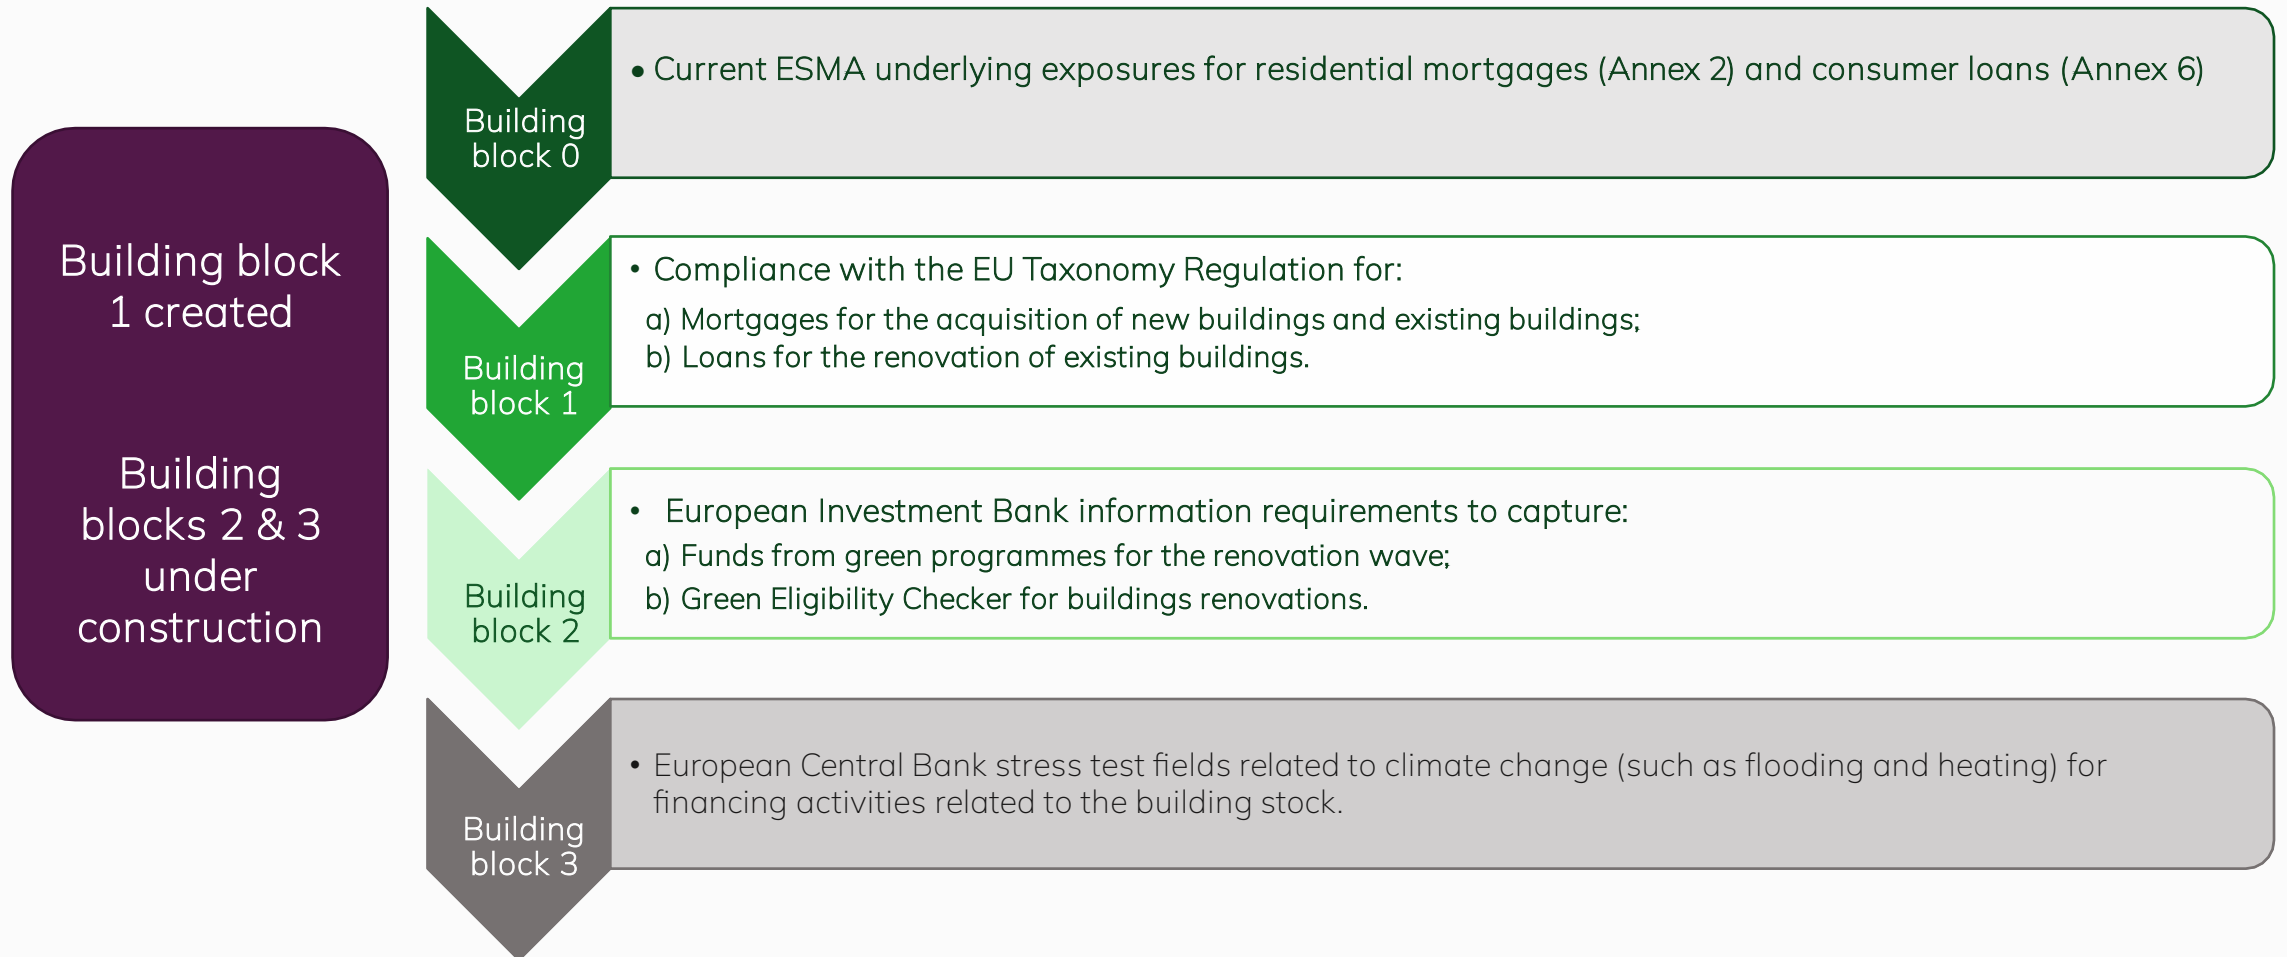 Building block
1 created
Building
blocks 2 & 3
under
construction
Building
block 0
• Current ESMA underlying exposures for residential mortgages (Annex 2) and consumer loans (Annex 6)
Building
block 1
• Compliance with the EU Taxonomy Regulation for:
a) Mortgages for the acquisition of new buildings and existing buildings;
b) Loans for the renovation of existing buildings.
Building
block 2
• European Investment Bank information requirements to capture:
a) Funds from green programmes for the renovation wave;
b) Green Eligibility Checker for buildings renovations.
Building
block 3
• European Central Bank stress test fields related to climate change (such as flooding and heating) for
financing activities related to the building stock.